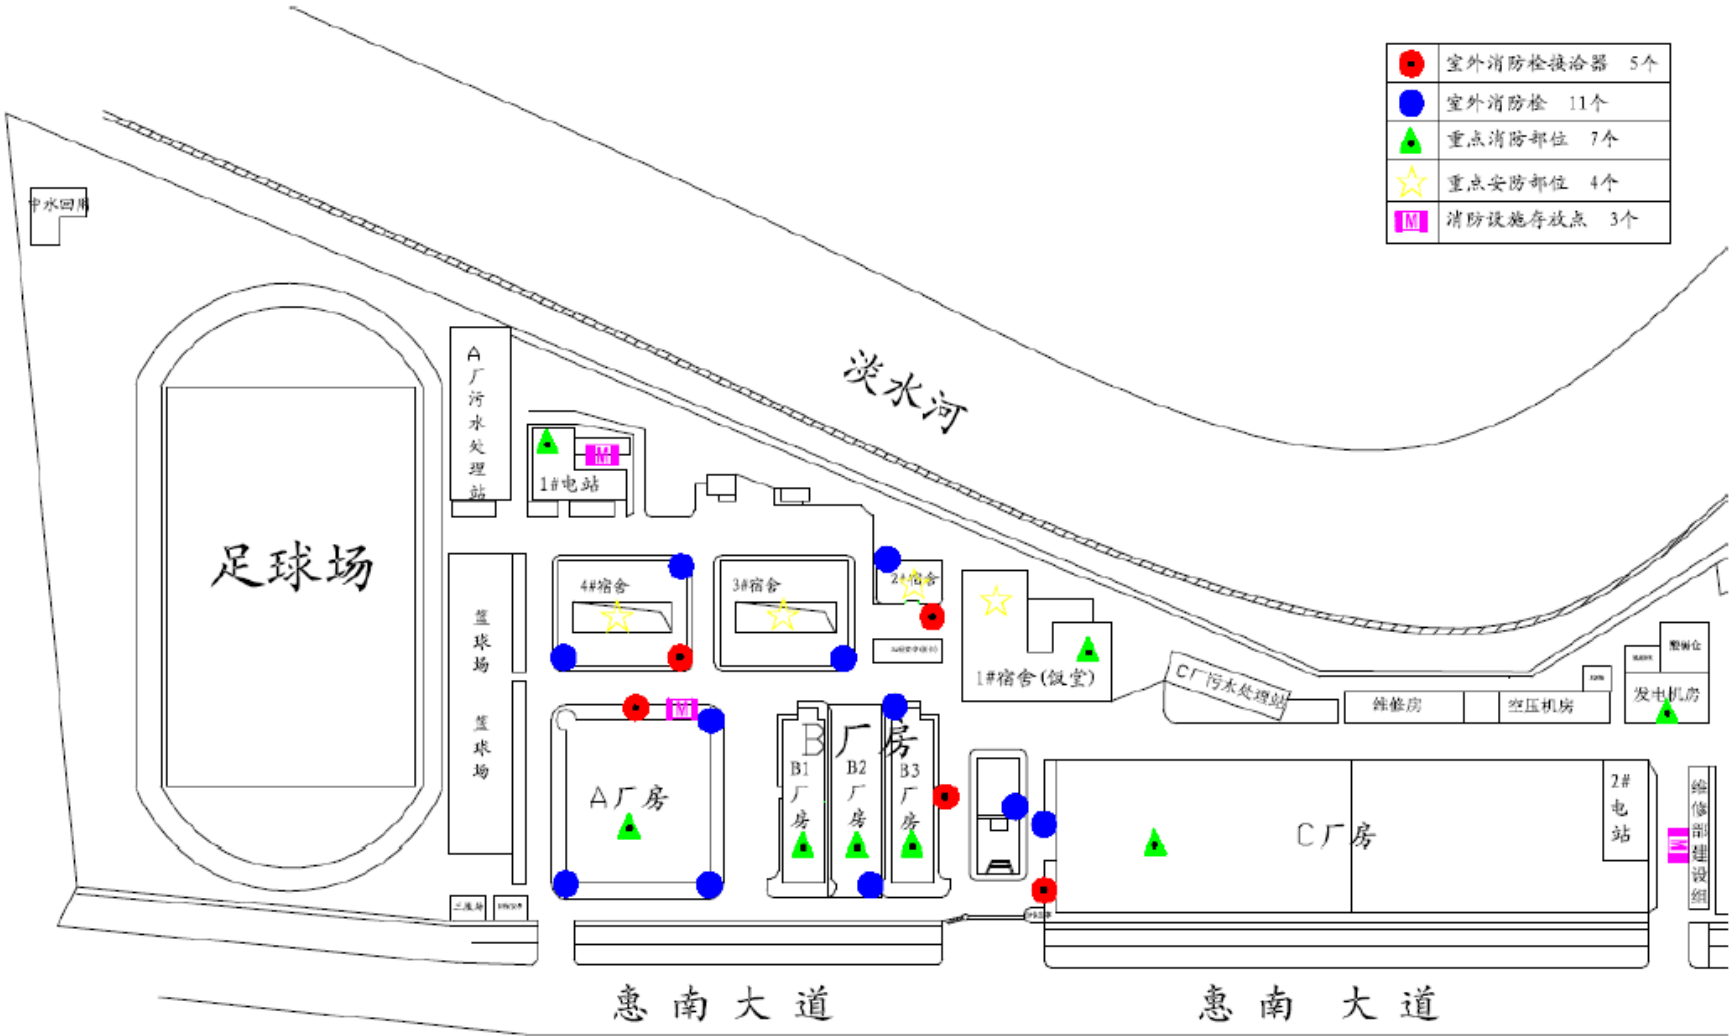 室外消防栓接洽器 5个
室外消防栓 11个
重点消防部位 7个
重点安防部位 4个
M 消防设施存放点 3个
中水回用
淡水河
A厂污水处理站
M
1#电站
足球场
4#宿舍
3#宿舍
2#宿舍
篮球场
1#宿舍(饭堂)
C厂污水处理站
维修房
空压机房
发电机房
M
篮球场
B厂房
B1厂房
B2厂房
B3厂房
A厂房
C厂房
2#电站
M
维修部建设组
惠南大道
惠南大道